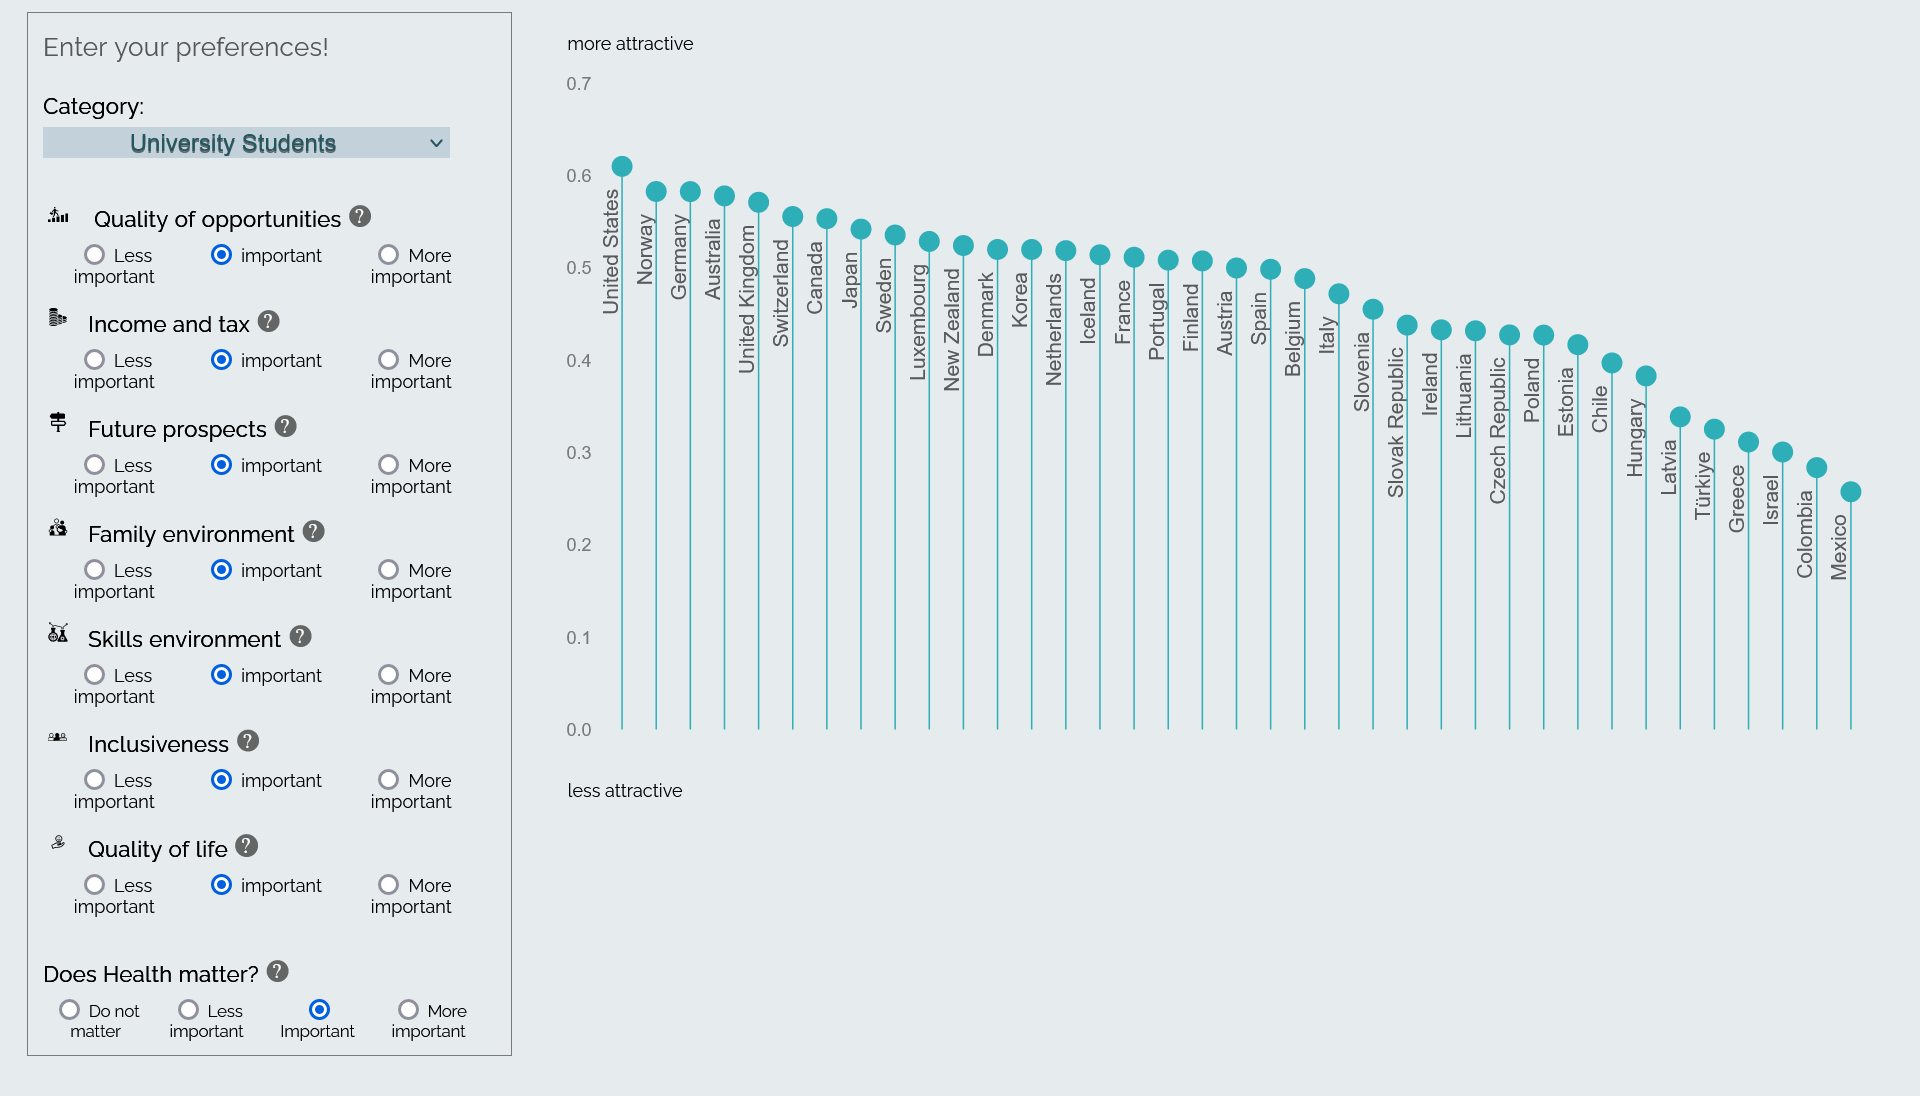 Enter your preferences!
Category:
University Students
Quality of opportunities ?
Less important
important
More important
Income and tax ?
Less important
important
More important
Future prospects ?
Less important
important
More important
Family environment ?
Less important
important
More important
Skills environment ?
Less important
important
More important
Inclusiveness ?
Less important
important
More important
Quality of life ?
Less important
important
More important
Does Health matter? ?
Do not matter
Less important
Important
More important
more attractive
0.7
0.6
0.5
0.4
0.3
0.2
0.1
0.0
United States
Norway
Germany
Australia
United Kingdom
Switzerland
Canada
Japan
Sweden
Luxembourg
New Zealand
Denmark
Korea
Netherlands
Iceland
France
Portugal
Finland
Austria
Spain
Belgium
Italy
Slovenia
Slovak Republic
Ireland
Lithuania
Czech Republic
Poland
Estonia
Chile
Hungary
Latvia
Türkiye
Greece
Israel
Colombia
Mexico
less attractive